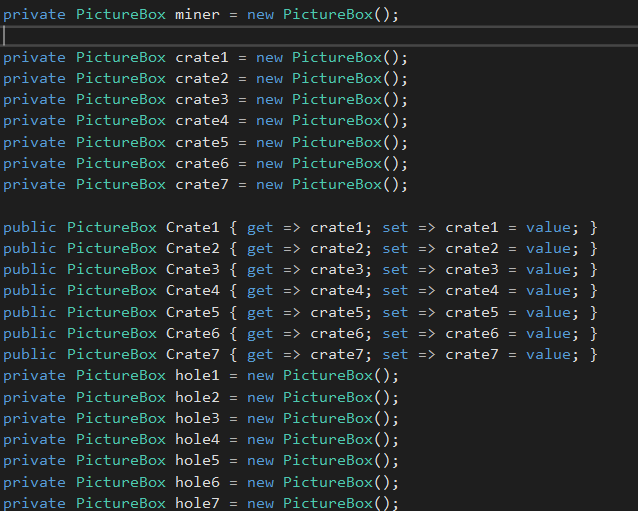 private PictureBox miner = new PictureBox();
private PictureBox crate1 = new PictureBox();
private PictureBox crate2 = new PictureBox();
private PictureBox crate3 = new PictureBox();
private PictureBox crate4 = new PictureBox();
private PictureBox crate5 = new PictureBox();
private PictureBox crate6 = new PictureBox();
private PictureBox crate7 = new PictureBox();
public PictureBox Crate1 { get => crate1; set => crate1 = value; }
public PictureBox Crate2 { get => crate2; set => crate2 = value; }
public PictureBox Crate3 { get => crate3; set => crate3 = value; }
public PictureBox Crate4 { get => crate4; set => crate4 = value; }
public PictureBox Crate5 { get => crate5; set => crate5 = value; }
public PictureBox Crate6 { get => crate6; set => crate6 = value; }
public PictureBox Crate7 { get => crate7; set => crate7 = value; }
private PictureBox hole1 = new PictureBox();
private PictureBox hole2 = new PictureBox();
private PictureBox hole3 = new PictureBox();
private PictureBox hole4 = new PictureBox();
private PictureBox hole5 = new PictureBox();
private PictureBox hole6 = new PictureBox();
private PictureBox hole7 = new PictureBox();